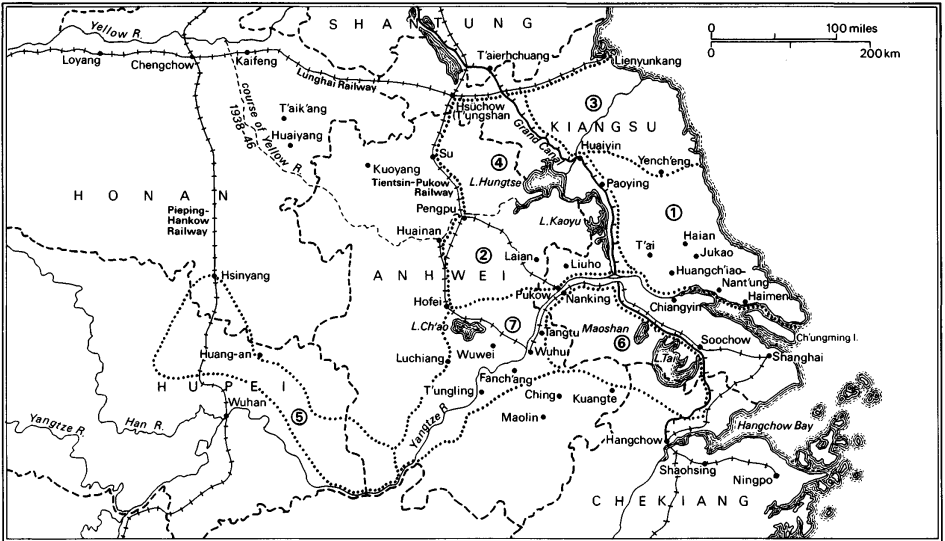 SHANTUNG
0 100 miles
0 200 km
Yellow R.
Loyang
Chengchow
Kaifeng
Lunghai Railway
T'aierhchuang
Lienyunkang
course of Yellow R.
1938-46
T'aik'ang
Huaiyang
Hsüchow
(T'ungshan)
Grand Canal
③
KIANGSU
Huaiyin
Yench'eng
Su
④
L.Hungtse
Kuoyang
Tientsin-Pukow
Railway
Paoying
HONAN
Pieping-
Hankow
Railway
Pengpu
L.Kaoyu
①
Huainan
②
Laian
Liuho
T'ai
Haian
Jukao
ANHWEI
Huangch'iao
Nant'ung
Hsinyang
Pukow
Nanking
Chiangyin
Haimen
Hofei
⑦
Tangtu
Maoshan
⑥
Ch'ungming I.
L.Ch'ao
Wuwei
Wuhu
L.Tai
Soochow
Shanghai
Huang-an
Luchiang
Fanch'ang
HUPEI
T'ungling
Ching
Kuangte
Wuhan
⑤
Maolin
Yangtze R.
Han R.
Yangtze R.
Hangchow
Hangchow Bay
Shaohsing
Ningpo
CHEKIANG